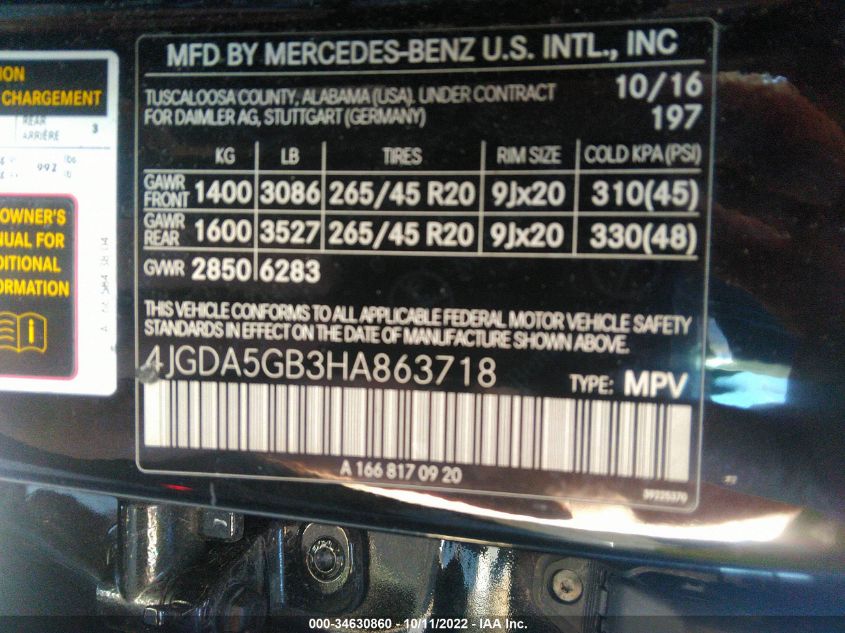 MFD BY MERCEDES-BENZ U.S. INTL., INC
TUSCALOOSA COUNTY, ALABAMA (USA). UNDER CONTRACT 10/16
FOR DAIMLER AG, STUTTGART (GERMANY) 197
KG LB TIRES RIM SIZE COLD KPA (PSI)
GAWR FRONT 1400 3086 265/45 R20 9Jx20 310(45)
GAWR REAR 1600 3527 265/45 R20 9Jx20 330(48)
GVWR 2850 6283
THIS VEHICLE CONFORMS TO ALL APPLICABLE FEDERAL MOTOR VEHICLE SAFETY
STANDARDS IN EFFECT ON THE DATE OF MANUFACTURE SHOWN ABOVE.
4JGDA5GB3HA863718 TYPE: MPV
A 166 817 09 20
39225370
CHARGEMENT
REAR 3
ARRIÈRE
OWNER'S
FOR
000-34630860 - 10/11/2022 - IAA Inc.